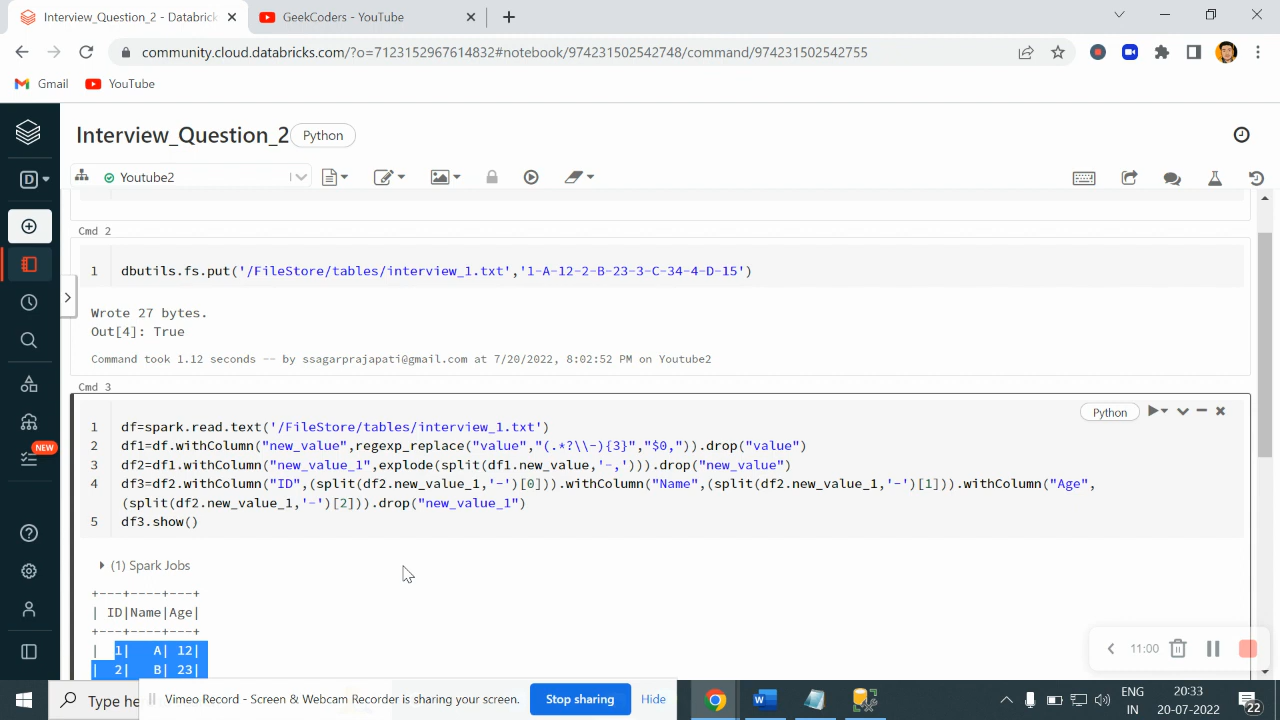 Interview_Question_2 - Databrick
GeekCoders - YouTube
community.cloud.databricks.com/?o=7123152967614832#notebook/974231502542748/command/974231502542755
Gmail
YouTube
Interview_Question_2
Python
D
Youtube2
Cmd 2
1 dbutils.fs.put('/FileStore/tables/interview_1.txt','1-A-12-2-B-23-3-C-34-4-D-15')
Wrote 27 bytes.
Out[4]: True
Command took 1.12 seconds -- by ssagarprajapati@gmail.com at 7/20/2022, 8:02:52 PM on Youtube2
Cmd 3
Python
1 df=spark.read.text('/FileStore/tables/interview_1.txt')
2 df1=df.withColumn("new_value",regexp_replace("value","(.*?\\-){3}","$0,")).drop("value")
3 df2=df1.withColumn("new_value_1",explode(split(df1.new_value,'-,'))).drop("new_value")
4 df3=df2.withColumn("ID",(split(df2.new_value_1,'-')[0])).withColumn("Name",(split(df2.new_value_1,'-')[1])).withColumn("Age",
(split(df2.new_value_1,'-')[2])).drop("new_value_1")
5 df3.show()
NEW
(1) Spark Jobs
+---+----+---+
| ID|Name|Age|
+---+----+---+
| 1| A| 12|
| 2| B| 23|
11:00
Type he
Vimeo Record - Screen & Webcam Recorder is sharing your screen.
Stop sharing
Hide
ENG
IN
20:33
20-07-2022
22